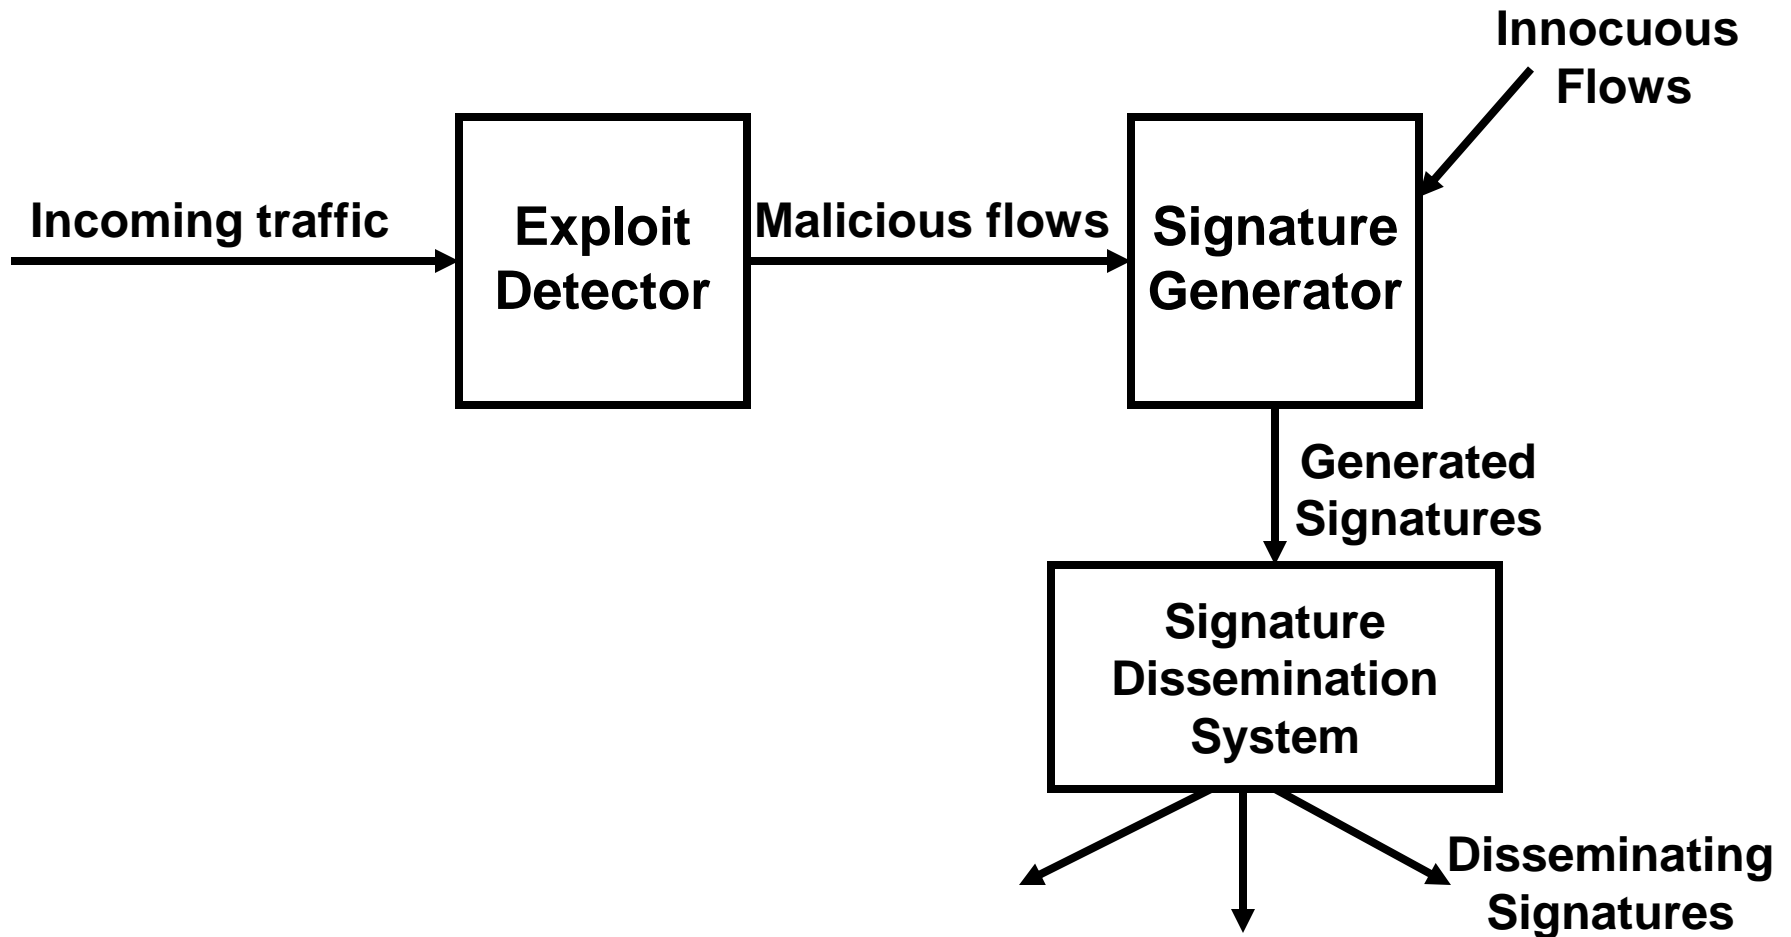 Innocuous
Flows
Incoming traffic
Exploit
Detector
Malicious flows
Signature
Generator
Generated
Signatures
Signature
Dissemination
System
Disseminating
Signatures